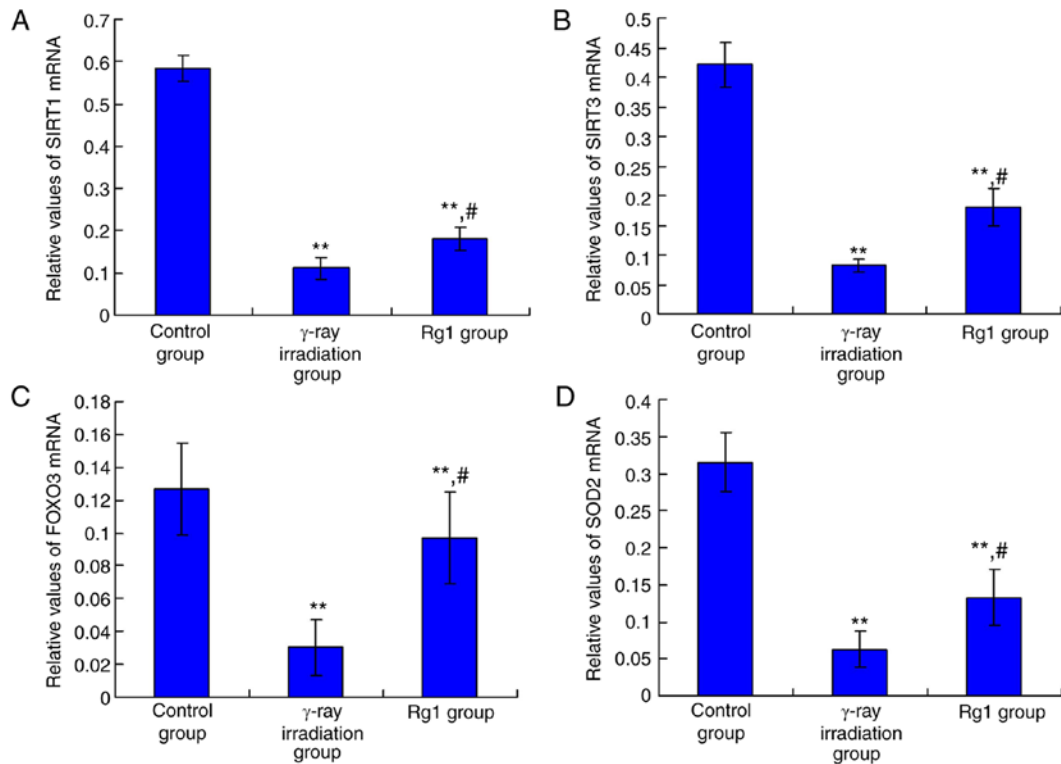 A
Relative values of SIRT1 mRNA
0.7
0.6
0.5
0.4
0.3
0.2
0.1
0
**
**,#
Control
group
γ-ray
irradiation
group
Rg1 group
B
Relative values of SIRT3 mRNA
0.5
0.45
0.4
0.35
0.3
0.25
0.2
0.15
0.1
0.05
0
**
**,#
Control
group
γ-ray
irradiation
group
Rg1 group
C
Relative values of FOXO3 mRNA
0.18
0.16
0.14
0.12
0.1
0.08
0.06
0.04
0.02
0
**
**,#
Control
group
γ-ray
irradiation
group
Rg1 group
D
Relative values of SOD2 mRNA
0.4
0.35
0.3
0.25
0.2
0.15
0.1
0.05
0
**
**,#
Control
group
γ-ray
irradiation
group
Rg1 group